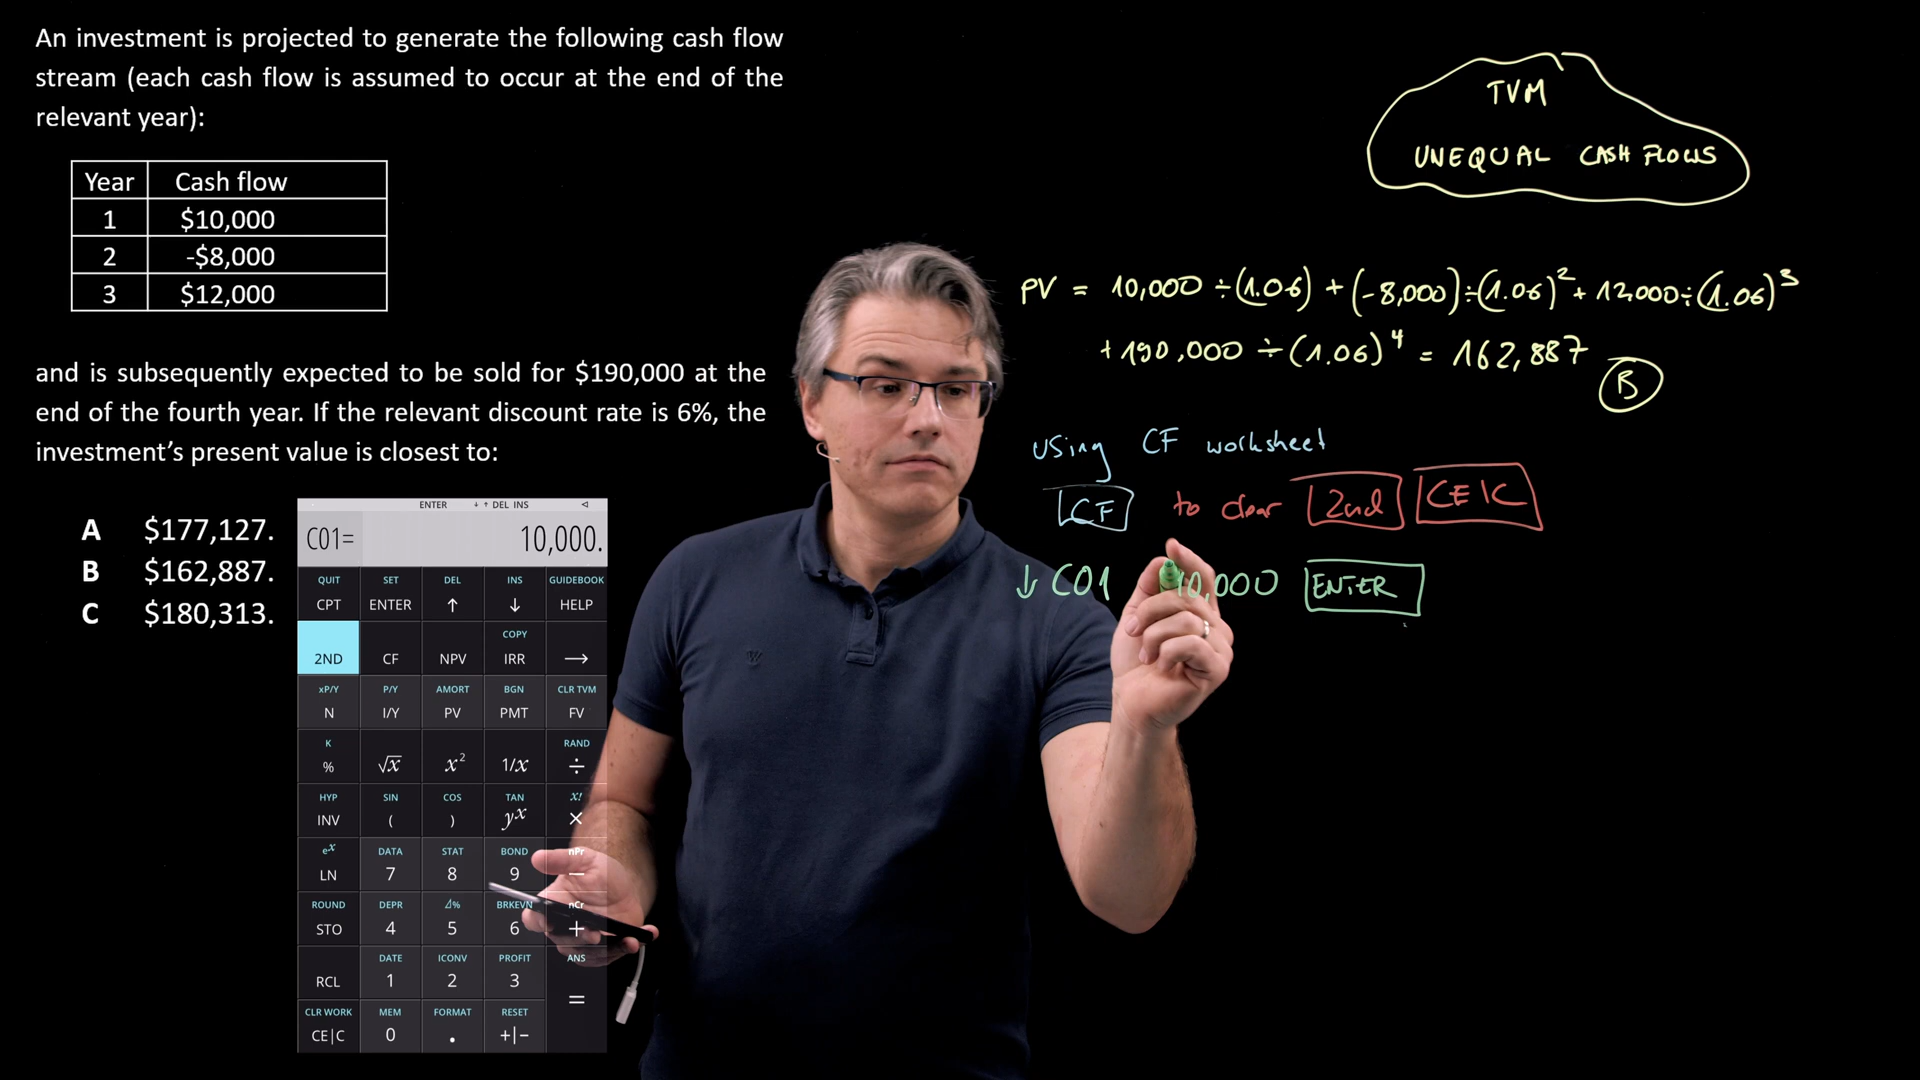 An investment is projected to generate the following cash flow
stream (each cash flow is assumed to occur at the end of the
relevant year):
Year Cash flow
1 $10,000
2 -$8,000
3 $12,000
and is subsequently expected to be sold for $190,000 at the
end of the fourth year. If the relevant discount rate is 6%, the
investment's present value is closest to:
A $177,127.
B $162,887.
C $180,313.
ENTER ↓ ↑ DEL INS ◁
C01= 10,000.
QUIT SET DEL INS GUIDEBOOK
CPT ENTER ↑ ↓ HELP
COPY
2ND CF NPV IRR →
xP/Y P/Y AMORT BGN CLR TVM
N I/Y PV PMT FV
K RAND
% √x x² 1/x ÷
HYP SIN COS TAN x!
INV ( ) yˣ ×
eˣ DATA STAT BOND nPr
LN 7 8 9 −
ROUND DEPR Δ% BRKEVN nCr
STO 4 5 6 +
DATE ICONV PROFIT ANS
RCL 1 2 3 =
CLR WORK MEM FORMAT RESET
CE|C 0 . +|−
TVM
UNEQUAL CASH FLOWS
PV = 10,000 ÷ (1.06) + (-8,000) ÷ (1.06)² + 12,000 ÷ (1.06)³
+ 190,000 ÷ (1.06)⁴ = 162,887
B
using CF worksheet
CF to clear 2nd CE|C
↓ C01 10,000 ENTER